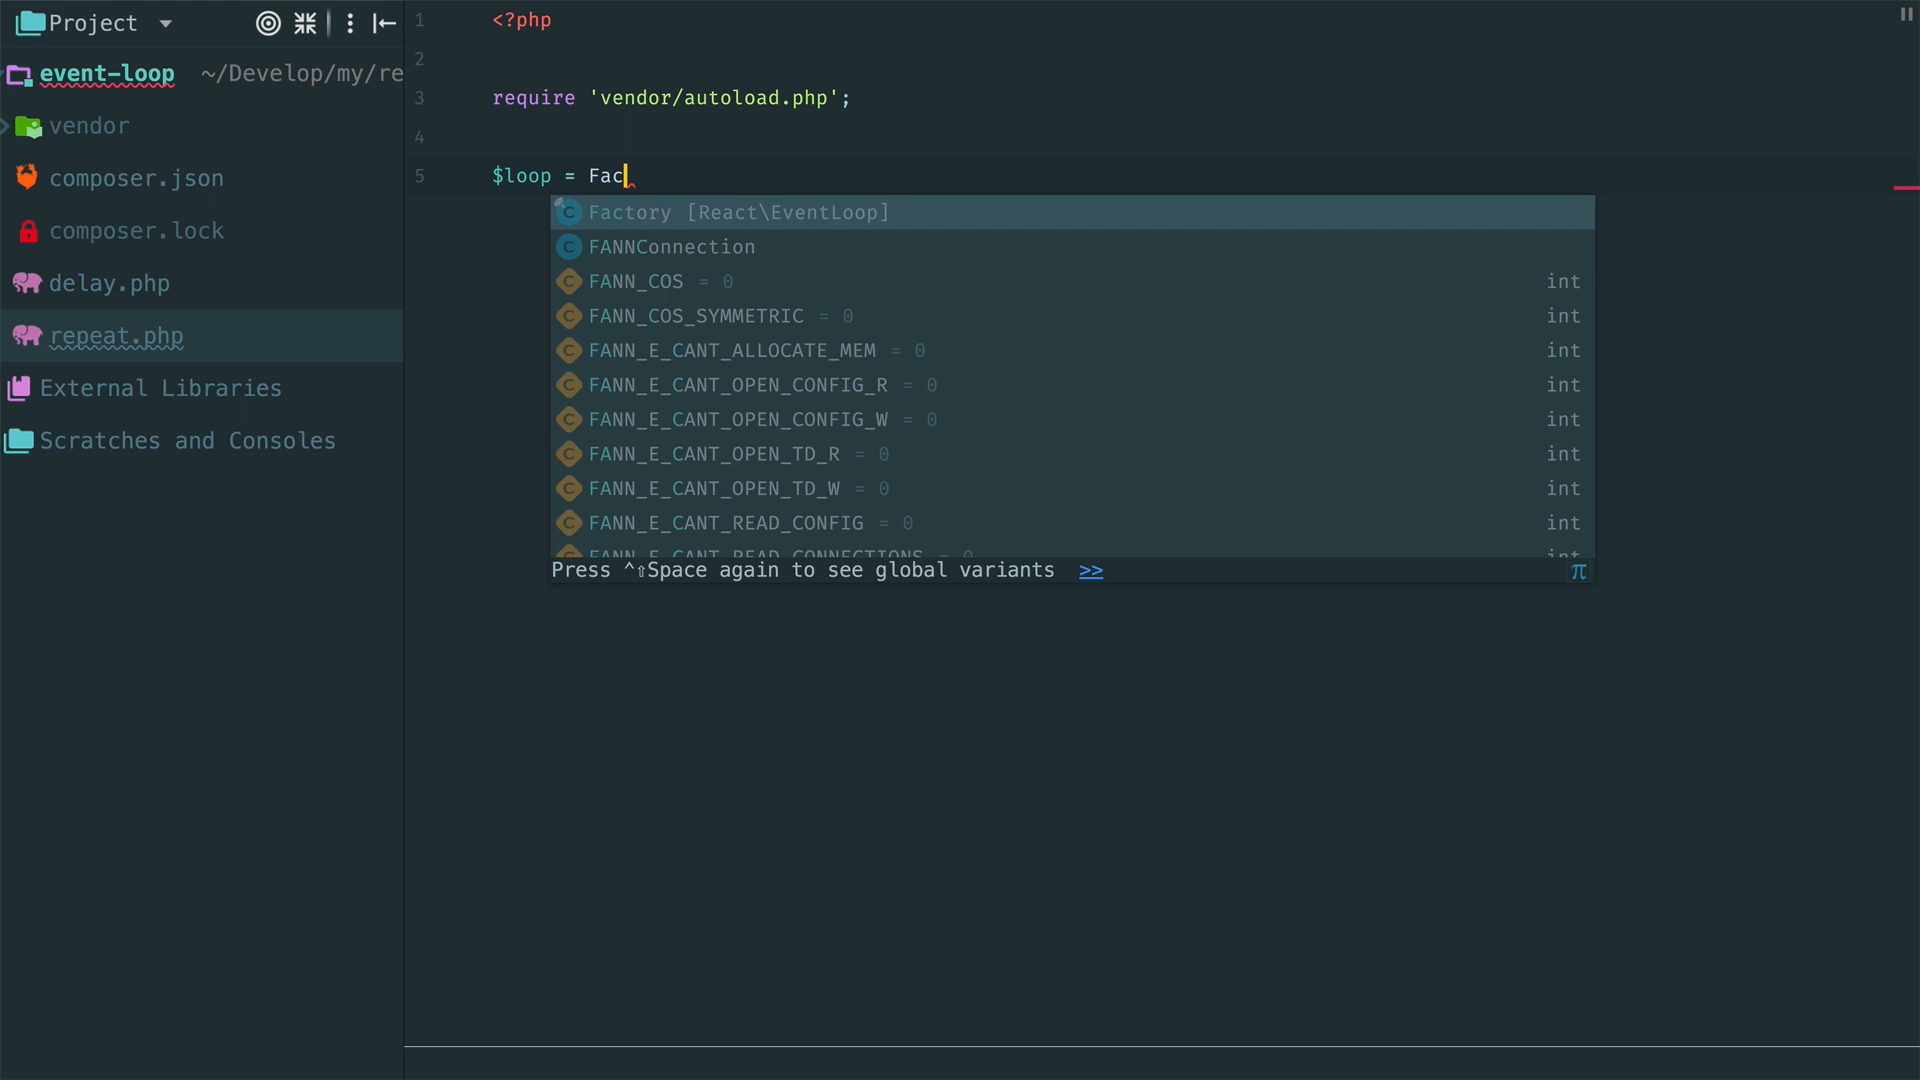 Project
event-loop ~/Develop/my/re
vendor
composer.json
composer.lock
delay.php
repeat.php
External Libraries
Scratches and Consoles
1 <?php
2
3 require 'vendor/autoload.php';
4
5 $loop = Fac
Factory [React\EventLoop]
FANNConnection
FANN_COS = 0 int
FANN_COS_SYMMETRIC = 0 int
FANN_E_CANT_ALLOCATE_MEM = 0 int
FANN_E_CANT_OPEN_CONFIG_R = 0 int
FANN_E_CANT_OPEN_CONFIG_W = 0 int
FANN_E_CANT_OPEN_TD_R = 0 int
FANN_E_CANT_OPEN_TD_W = 0 int
FANN_E_CANT_READ_CONFIG = 0 int
FANN_E_CANT_READ_CONNECTIONS = 0 int
Press ^⇧Space again to see global variants >> π